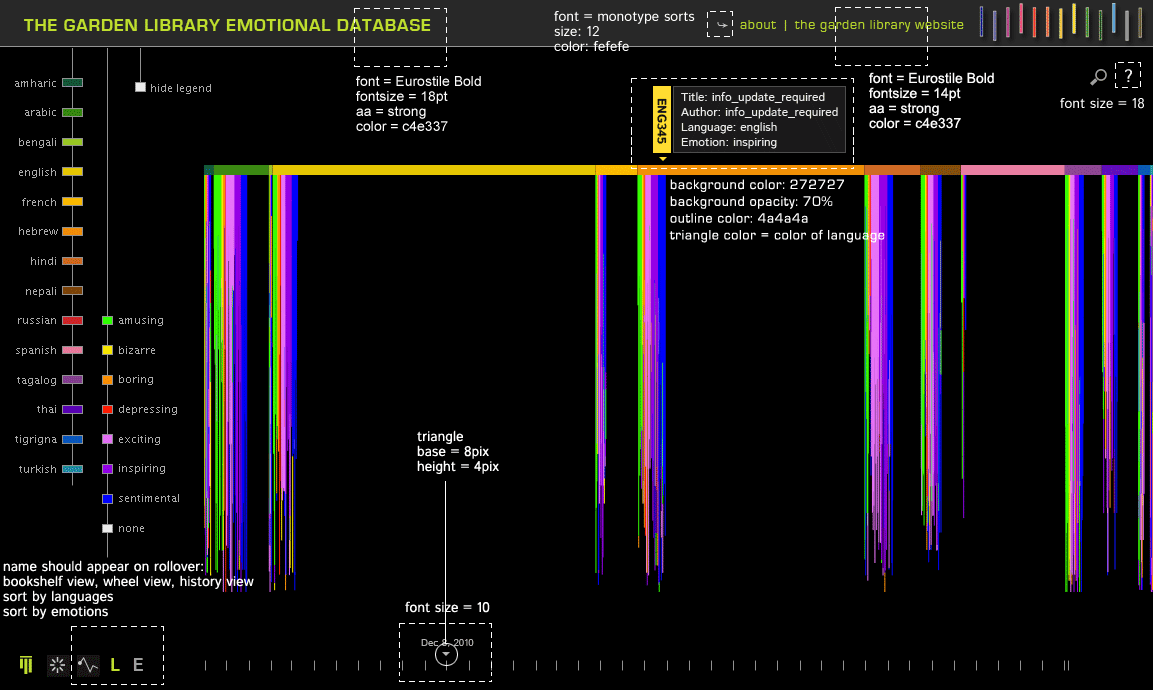 THE GARDEN LIBRARY EMOTIONAL DATABASE
font = monotype sorts
size: 12
color: fefefe
about | the garden library website
font = Eurostile Bold
fontsize = 18pt
aa = strong
color = c4e337
font = Eurostile Bold
fontsize = 14pt
aa = strong
color = c4e337
?
font size = 18
hide legend
ENG345
Title: info_update_required
Author: info_update_required
Language: english
Emotion: inspiring
background color: 272727
background opacity: 70%
outline color: 4a4a4a
triangle color = color of language
amharic
arabic
bengali
english
french
hebrew
hindi
nepali
russian
spanish
tagalog
thai
tigrigna
turkish
amusing
bizarre
boring
depressing
exciting
inspiring
sentimental
none
triangle
base = 8pix
height = 4pix
name should appear on rollover:
bookshelf view, wheel view, history view
sort by languages
sort by emotions
font size = 10
Dec 8, 2010
L E